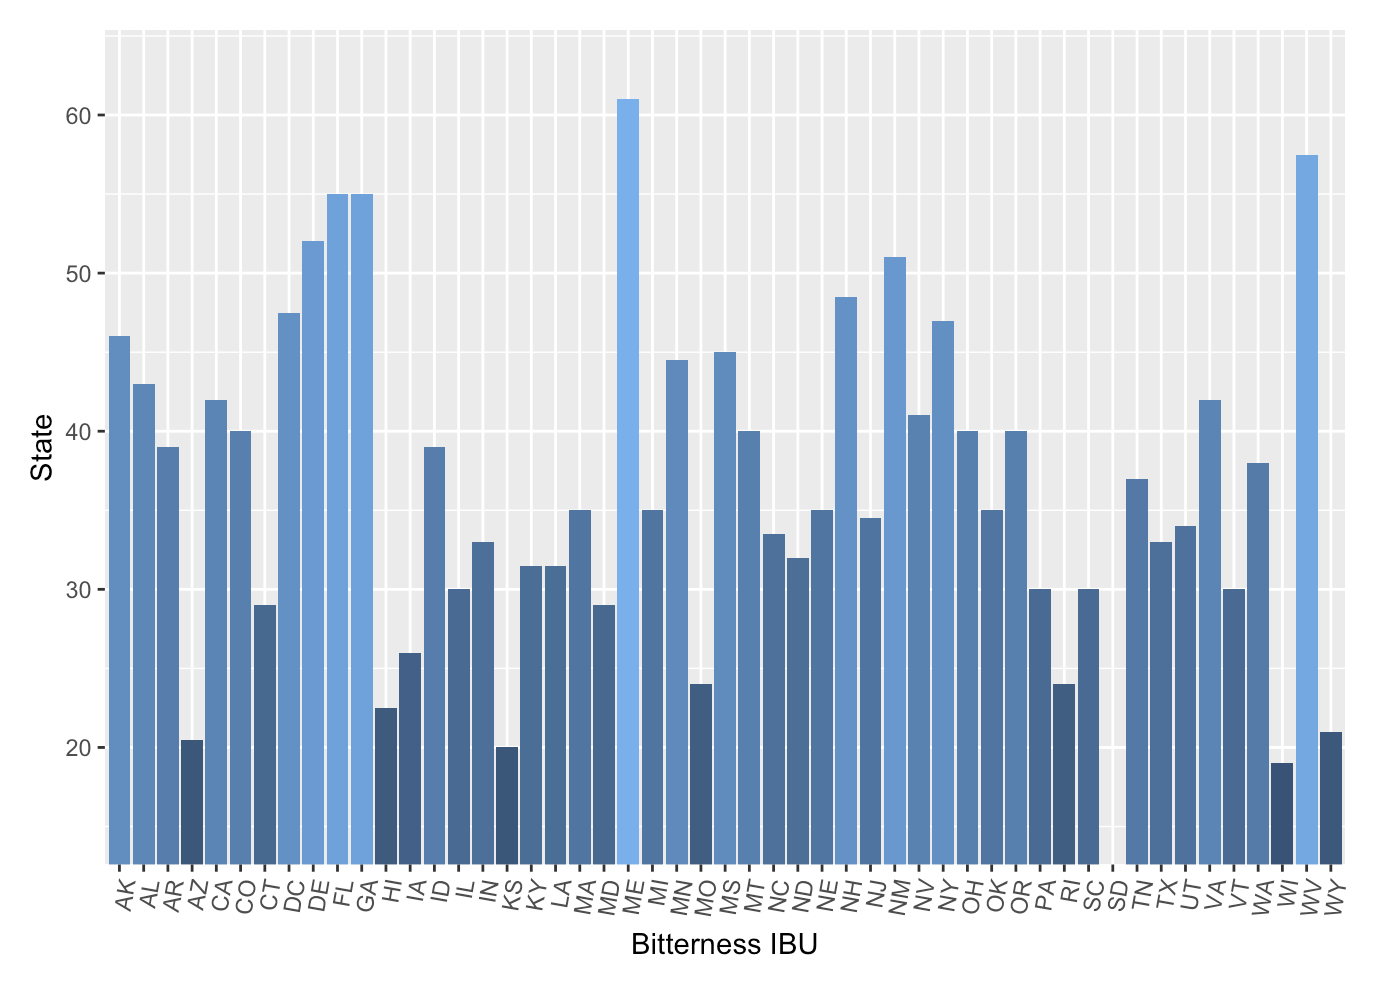 60
50
40
30
20
State
AK AL AR AZ CA CO CT DC DE FL GA HI IA ID IL IN KS KY LA MA MD ME MI MN MO MS MT NC ND NE NH NJ NM NV NY OH OK OR PA RI SC SD TN TX UT VA VT WA WI WV WY
Bitterness IBU